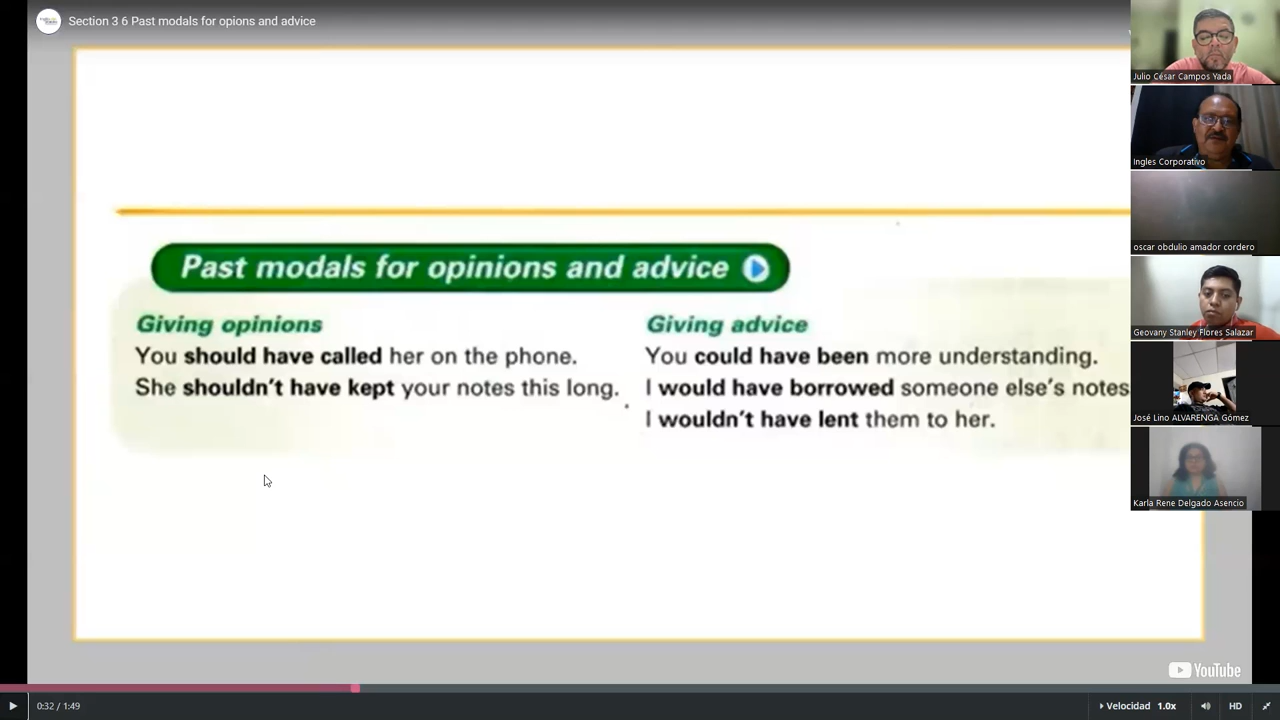 Section 3 6 Past modals for opions and advice
Julio César Campos Yada
Ingles Corporativo
oscar obdulio amador cordero
Geovany Stanley Flores Salazar
José Lino ALVARENGA Gómez
Karla Rene Delgado Asencio
Past modals for opinions and advice
Giving opinions
You should have called her on the phone.
She shouldn't have kept your notes this long.
Giving advice
You could have been more understanding.
I would have borrowed someone else's notes
I wouldn't have lent them to her.
YouTube
0:32 / 1:49
Velocidad 1.0x
HD